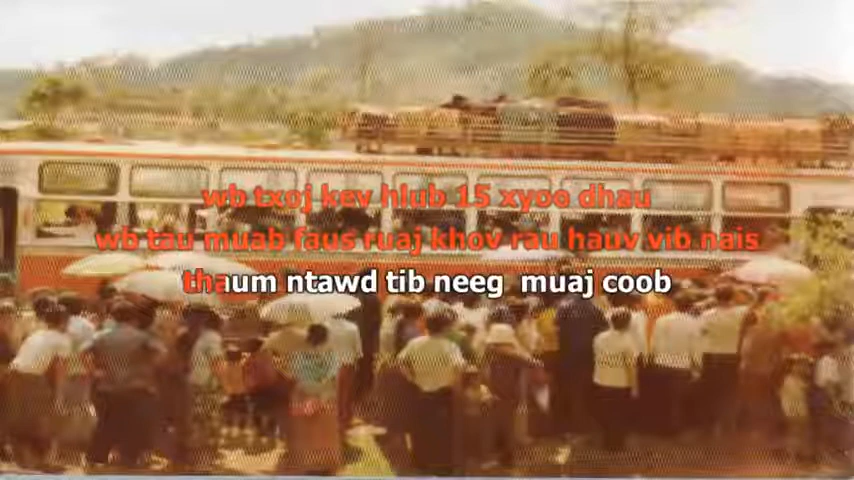 wb txoj kev hlub 15 xyoo dhau
wb tau muab faus ruaj khov rau hauv vib nais
thaum ntawd tib neeg muaj coob